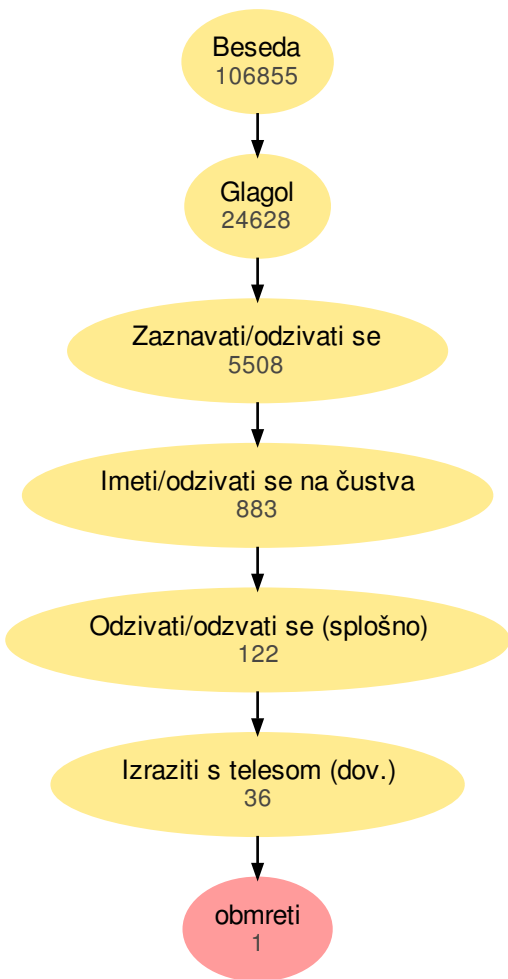 Beseda
106855
Glagol
24628
Zaznavati/odzivati se
5508
Imeti/odzivati se na čustva
883
Odzivati/odzvati se (splošno)
122
Izraziti s telesom (dov.)
36
obmreti
1